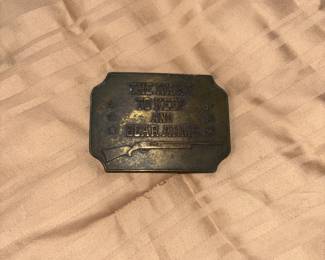 THE RIGHT
TO KEEP
AND
BEAR ARMS